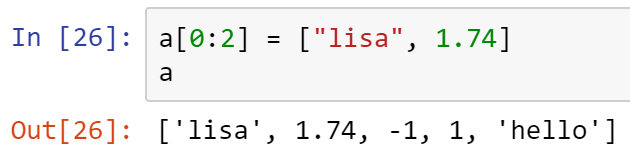 In [26]: a[0:2] = ["lisa", 1.74]
a
Out[26]: ['lisa', 1.74, -1, 1, 'hello']